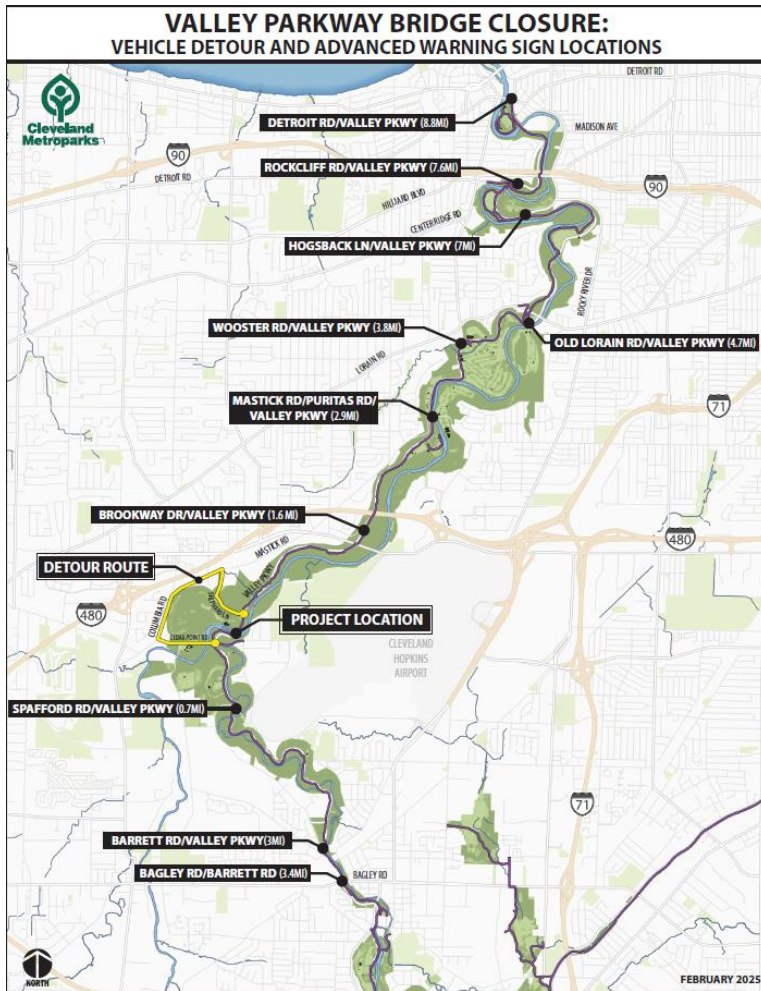 VALLEY PARKWAY BRIDGE CLOSURE:
VEHICLE DETOUR AND ADVANCED WARNING SIGN LOCATIONS
Cleveland
Metroparks
DETROIT RD
DETROIT RD/VALLEY PKWY (8.8MI)
MADISON AVE
90
ROCKCLIFF RD/VALLEY PKWY (7.6MI)
DETROIT RD
90
HILLIARD BLVD
CENTER RIDGE RD
HOGSBACK LN/VALLEY PKWY (7MI)
ROCKY RIVER DR
WOOSTER RD/VALLEY PKWY (3.8MI)
OLD LORAIN RD/VALLEY PKWY (4.7MI)
LORAIN RD
MASTICK RD/PURITAS RD/
VALLEY PKWY (2.9MI)
71
BROOKWAY DR/VALLEY PKWY (1.6 MI)
480
MASTICK RD
DETOUR ROUTE
VALLEY PKWY
COLUMBIA RD
480
PROJECT LOCATION
CEDAR POINT RD
CLEVELAND
HOPKINS
AIRPORT
SPAFFORD RD/VALLEY PKWY (0.7MI)
71
BARRETT RD/VALLEY PKWY(3MI)
BAGLEY RD/BARRETT RD (3.4MI)
BAGLEY RD
NORTH
FEBRUARY 2025